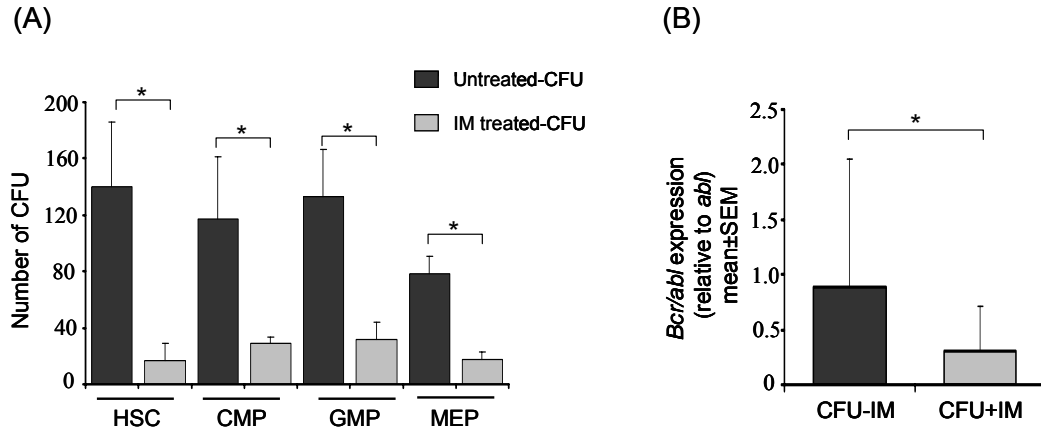 (A)
Untreated-CFU
IM treated-CFU
Number of CFU
200
160
120
80
40
0
*
*
*
*
HSC
CMP
GMP
MEP
(B)
Bcr/abl expression
(relative to abl)
mean±SEM
2.5
2.0
1.5
1.0
0.5
0
*
CFU-IM
CFU+IM